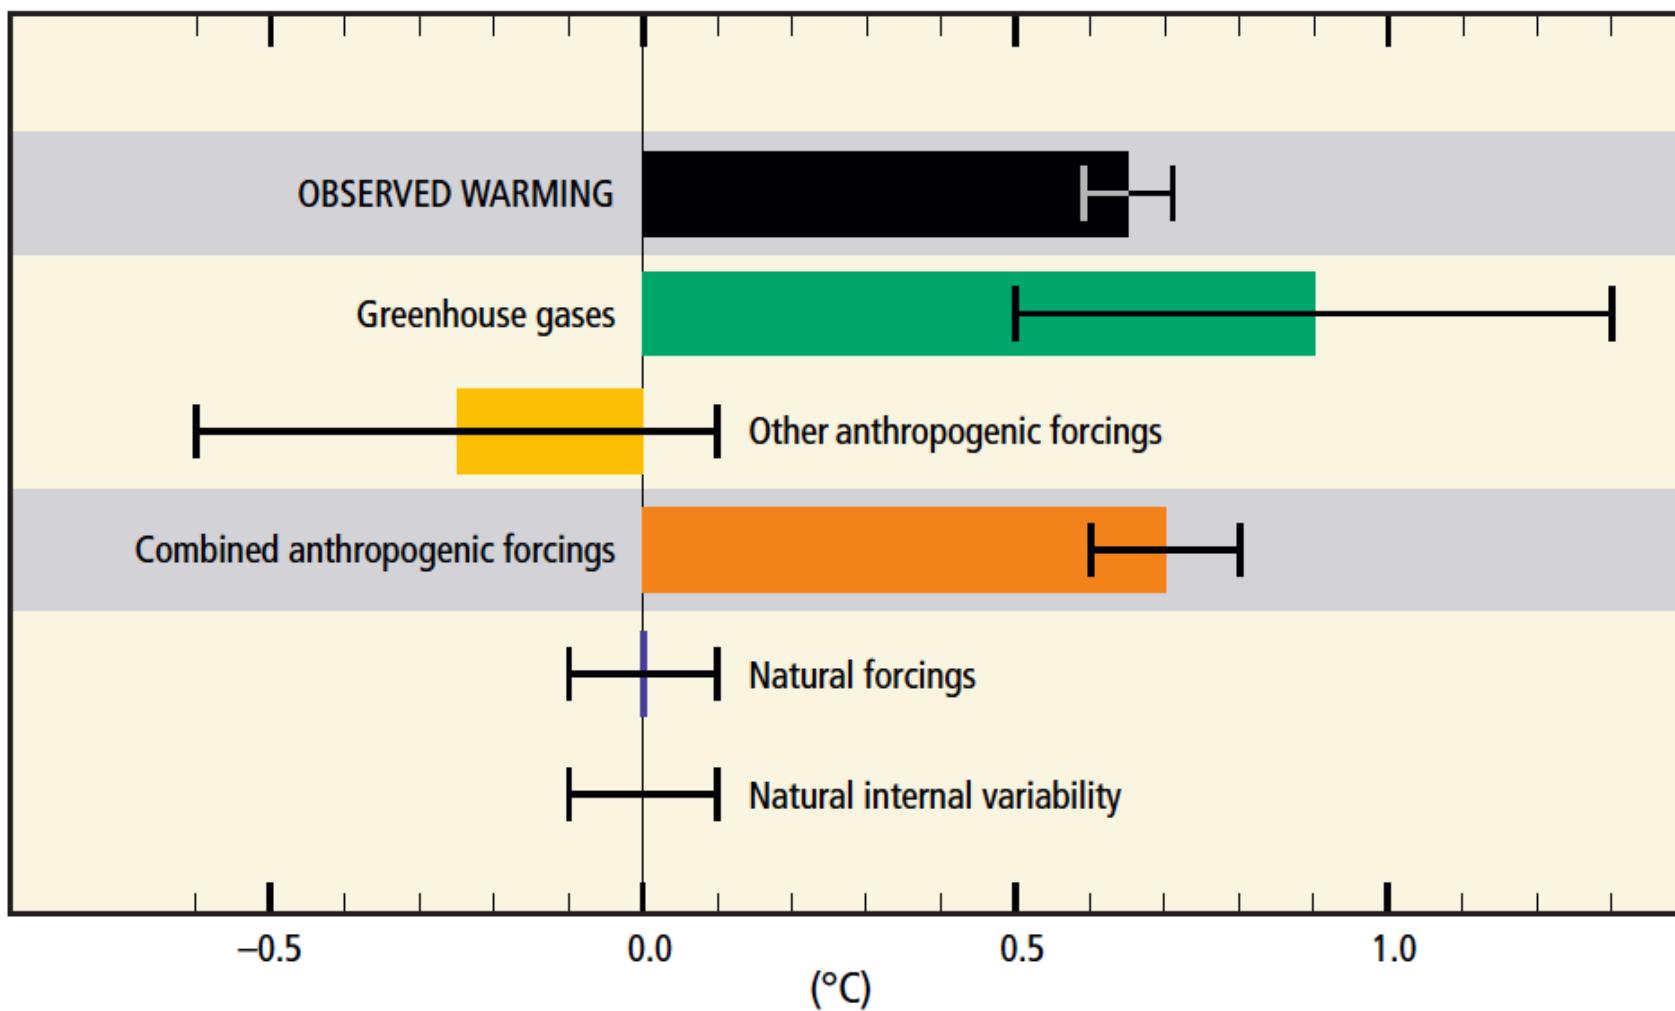 OBSERVED WARMING
Greenhouse gases
Other anthropogenic forcings
Combined anthropogenic forcings
Natural forcings
Natural internal variability
–0.5 0.0 0.5 1.0
(°C)